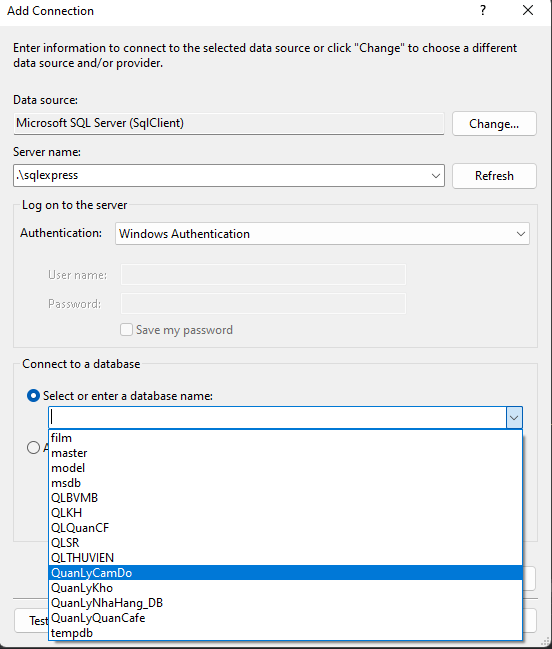 Add Connection
?
Enter information to connect to the selected data source or click "Change" to choose a different
data source and/or provider.
Data source:
Microsoft SQL Server (SqlClient)
Change...
Server name:
.\sqlexpress
Refresh
Log on to the server
Authentication:
Windows Authentication
User name:
Password:
Save my password
Connect to a database
Select or enter a database name:
film
master
model
msdb
QLBVMB
QLKH
QLQuanCF
QLSR
QLTHUVIEN
QuanLyCamDo
QuanLyKho
QuanLyNhaHang_DB
QuanLyQuanCafe
tempdb
Test